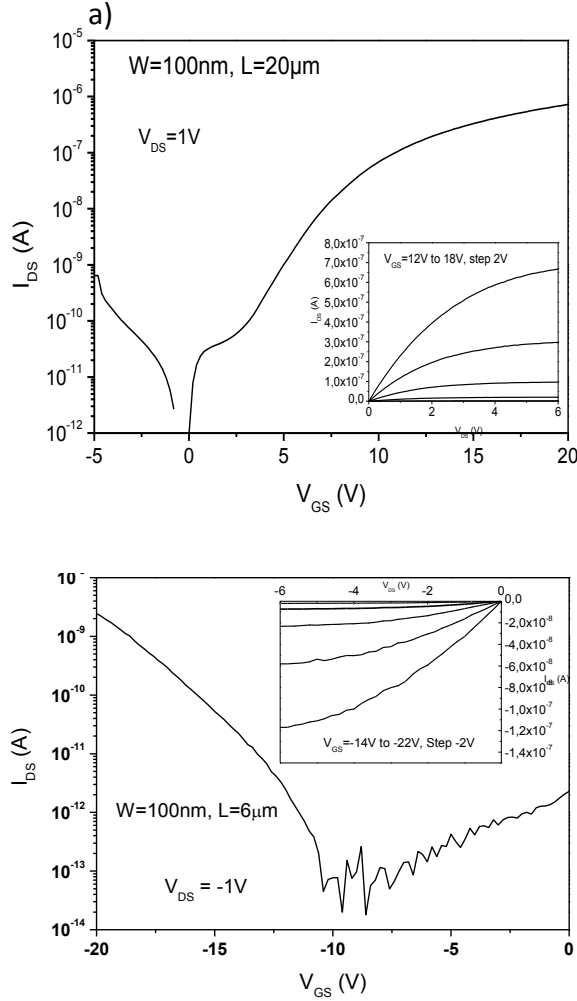 a)
10⁻⁵
W=100nm, L=20µm
10⁻⁶
V_DS=1V
10⁻⁷
10⁻⁸
I_DS (A)
10⁻⁹
10⁻¹⁰
10⁻¹¹
10⁻¹²
8,0x10⁻⁷
V_GS=12V to 18V, step 2V
7,0x10⁻⁷
6,0x10⁻⁷
5,0x10⁻⁷
I_DS (A)
4,0x10⁻⁷
3,0x10⁻⁷
2,0x10⁻⁷
1,0x10⁻⁷
0,0
0 2 4 6
V_DS (V)
-5 0 5 10 15 20
V_GS (V)
10⁻⁹
10⁻¹⁰
I_DS (A)
10⁻¹¹
10⁻¹²
W=100nm, L=6µm
10⁻¹³
V_DS = -1V
10⁻¹⁴
-6 -4 -2 0
V_DS (V)
0,0
-2,0x10⁻⁸
-4,0x10⁻⁸
-6,0x10⁻⁸
I_DS (A)
-1,0x10⁻⁷
-1,2x10⁻⁷
-1,4x10⁻⁷
V_GS=-14V to -22V, Step -2V
-20 -15 -10 -5 0
V_GS (V)